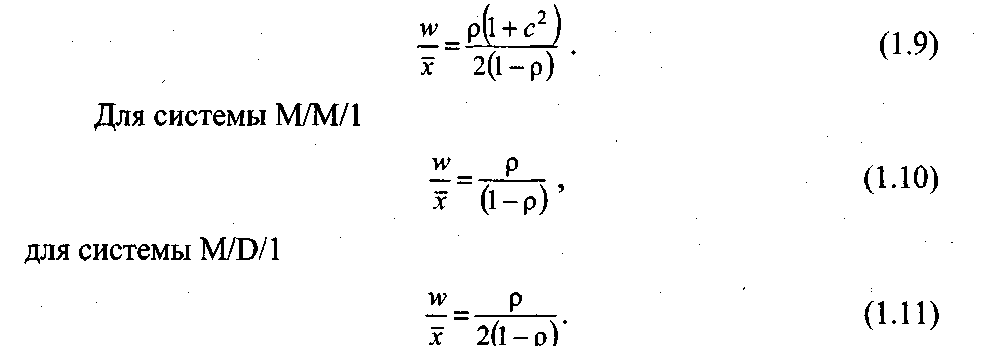 w/x̄ = ρ(1 + c²)/2(1 − ρ) . (1.9)
Для системы M/M/1
w/x̄ = ρ/(1 − ρ) , (1.10)
для системы M/D/1
w/x̄ = ρ/2(1 − ρ). (1.11)